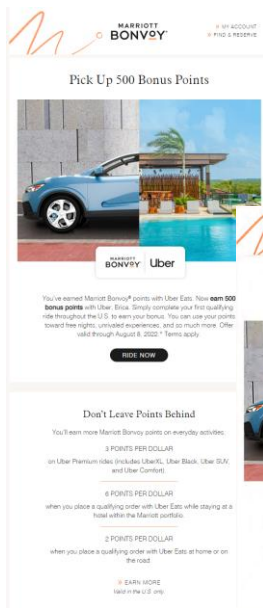 MARRIOTT
BONVOY
MY ACCOUNT
FIND & RESERVE
Pick Up 500 Bonus Points
MARRIOTT
BONVOY
Uber
You've earned Marriott Bonvoy® points with Uber Eats. Now earn 500
bonus points with Uber, Erica. Simply complete your first qualifying
ride throughout the U.S. to earn your bonus. You can use your points
toward free nights, unrivaled experiences, and so much more. Offer
valid through August 8, 2022.* Terms apply.
RIDE NOW
Don't Leave Points Behind
You'll earn more Marriott Bonvoy points on everyday activities:
3 POINTS PER DOLLAR
on Uber Premium rides (includes UberXL, Uber Black, Uber SUV
and Uber Comfort).
6 POINTS PER DOLLAR
when you place a qualifying order with Uber Eats while staying at a
hotel within the Marriott portfolio.
2 POINTS PER DOLLAR
when you place a qualifying order with Uber Eats at home or on
the road.
EARN MORE
Valid in the U.S. only.